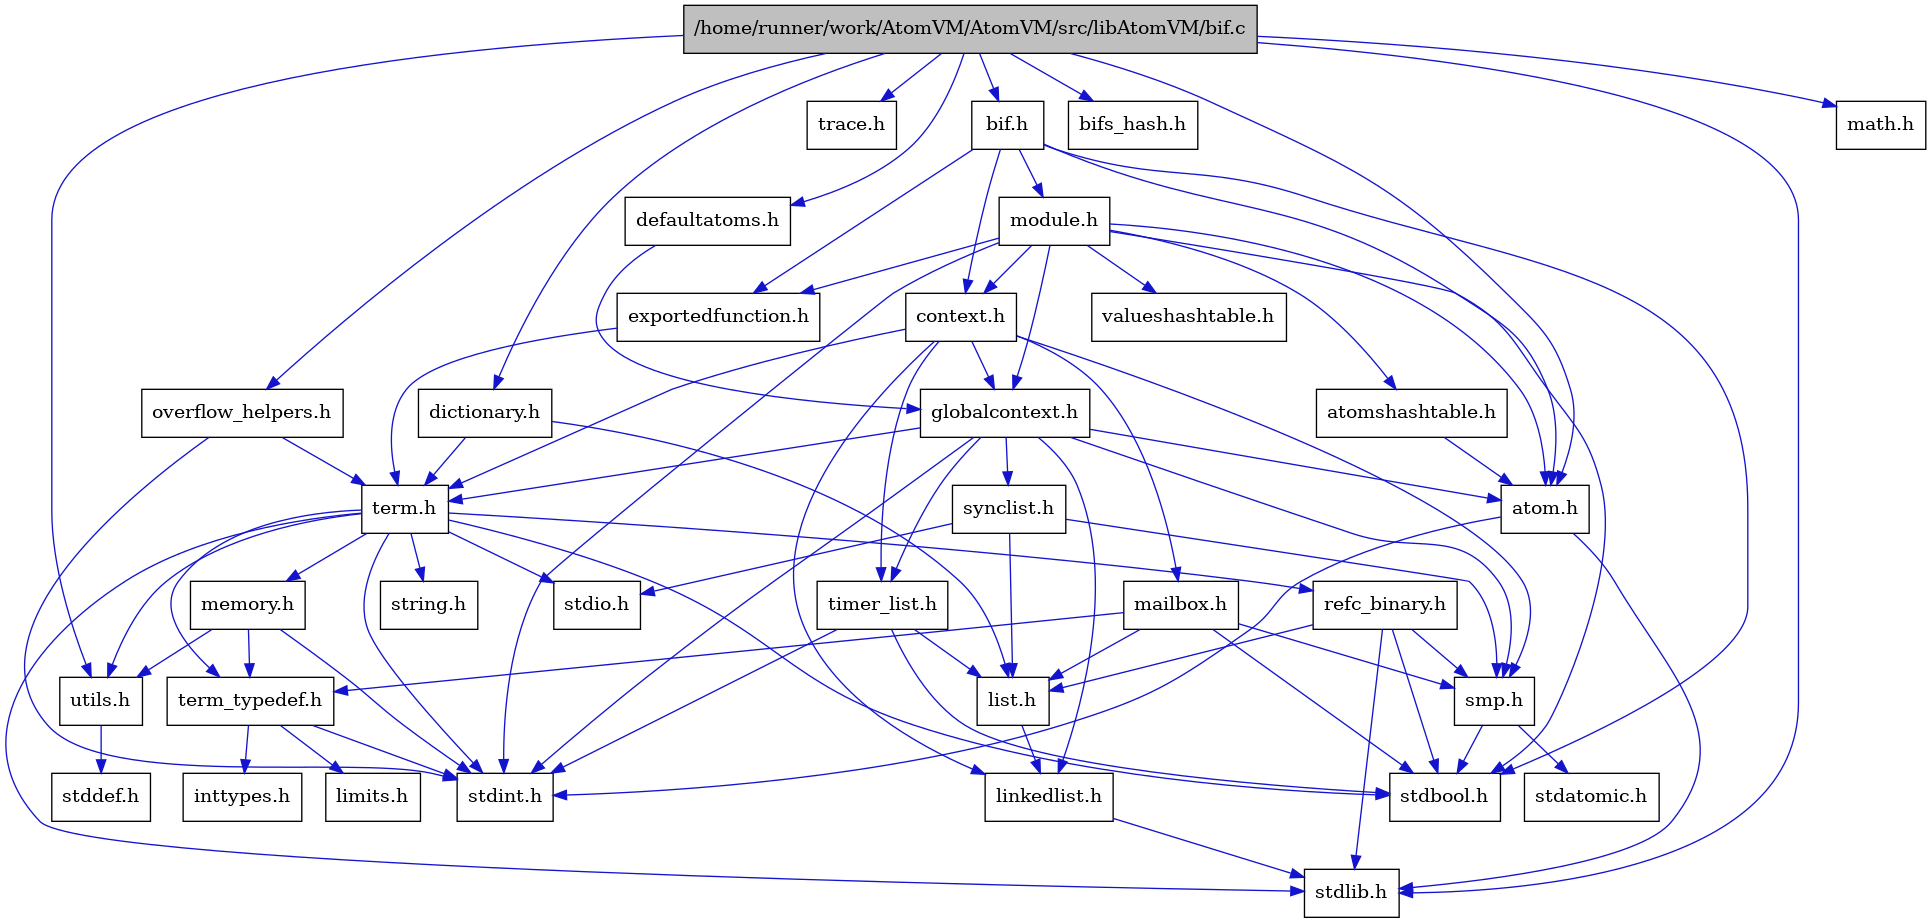 /home/runner/work/AtomVM/AtomVM/src/libAtomVM/bif.c
trace.h
bif.h
bifs_hash.h
math.h
defaultatoms.h
module.h
exportedfunction.h
context.h
valueshashtable.h
overflow_helpers.h
dictionary.h
globalcontext.h
atomshashtable.h
term.h
synclist.h
atom.h
memory.h
string.h
stdio.h
timer_list.h
mailbox.h
refc_binary.h
utils.h
term_typedef.h
list.h
smp.h
stddef.h
inttypes.h
limits.h
stdint.h
linkedlist.h
stdbool.h
stdatomic.h
stdlib.h